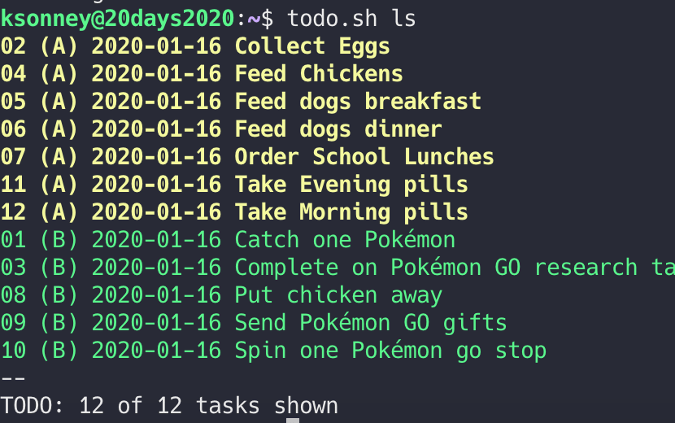 ksonney@20days2020:~$ todo.sh ls
02 (A) 2020-01-16 Collect Eggs
04 (A) 2020-01-16 Feed Chickens
05 (A) 2020-01-16 Feed dogs breakfast
06 (A) 2020-01-16 Feed dogs dinner
07 (A) 2020-01-16 Order School Lunches
11 (A) 2020-01-16 Take Evening pills
12 (A) 2020-01-16 Take Morning pills
01 (B) 2020-01-16 Catch one Pokémon
03 (B) 2020-01-16 Complete on Pokémon GO research ta
08 (B) 2020-01-16 Put chicken away
09 (B) 2020-01-16 Send Pokémon GO gifts
10 (B) 2020-01-16 Spin one Pokémon go stop
--
TODO: 12 of 12 tasks shown